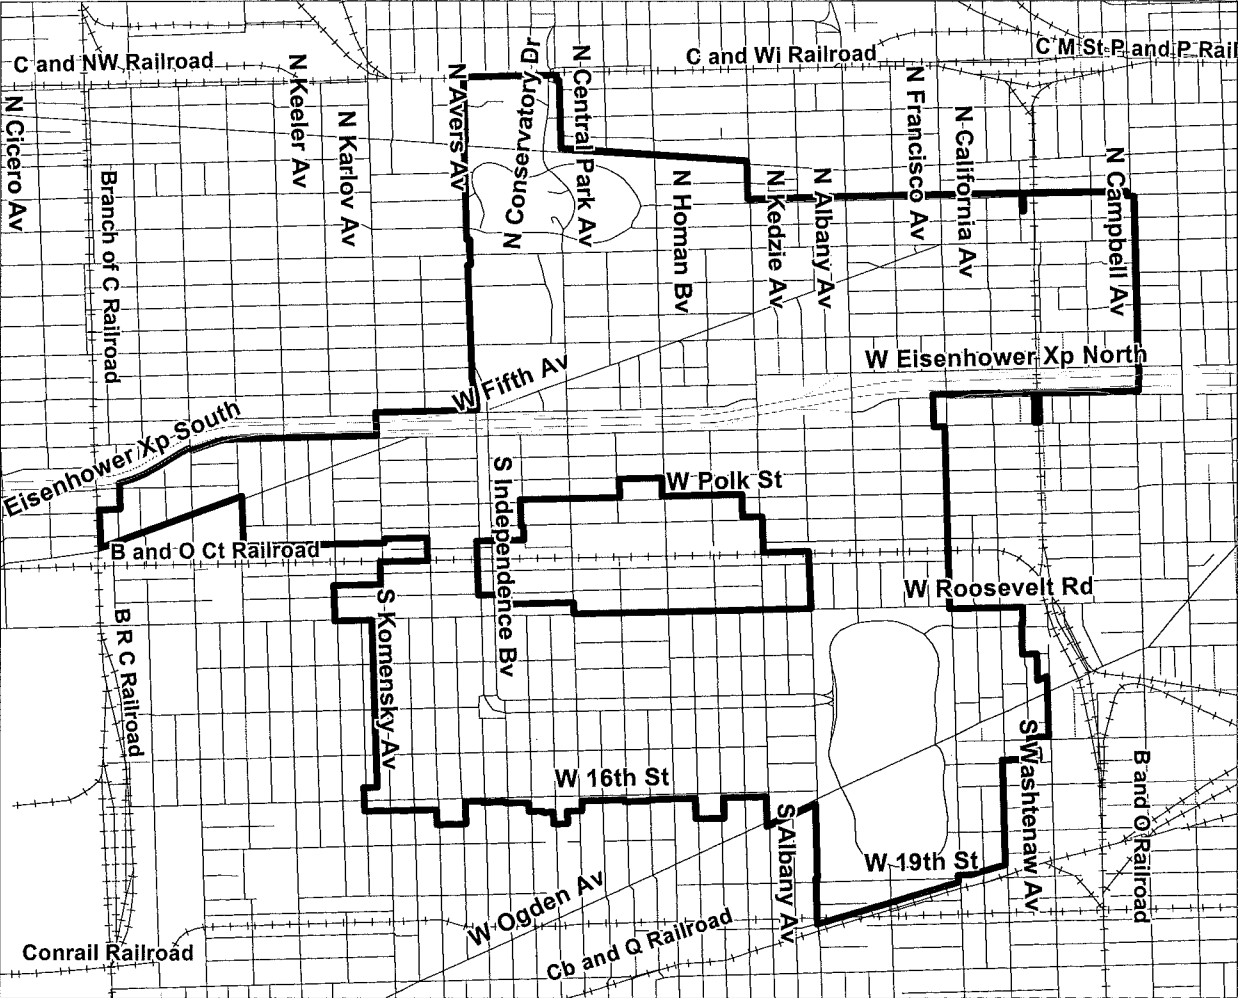 C and NW Railroad
N Keeler Av
N Karlov Av
N Cicero Av
Branch of C Railroad
N Avers Av
N Conservatory Dr
N Central Park Av
C and Wi Railroad
C M St P and P Rail
N Francisco Av
N California Av
N Campbell Av
N Homan Bv
N Kedzie Av
N Albany Av
W Eisenhower Xp North
W Fifth Av
Eisenhower Xp South
S Independence Bv
W Polk St
B and O Ct Railroad
W Roosevelt Rd
B R C Railroad
S Komensky Av
W 16th St
S Washtenaw Av
B and O Railroad
S Albany Av
W 19th St
W Ogden Av
Cb and Q Railroad
Conrail Railroad